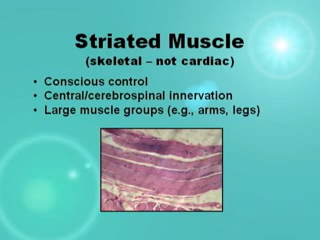 Striated Muscle
(skeletal – not cardiac)
• Conscious control
• Central/cerebrospinal innervation
• Large muscle groups (e.g., arms, legs)